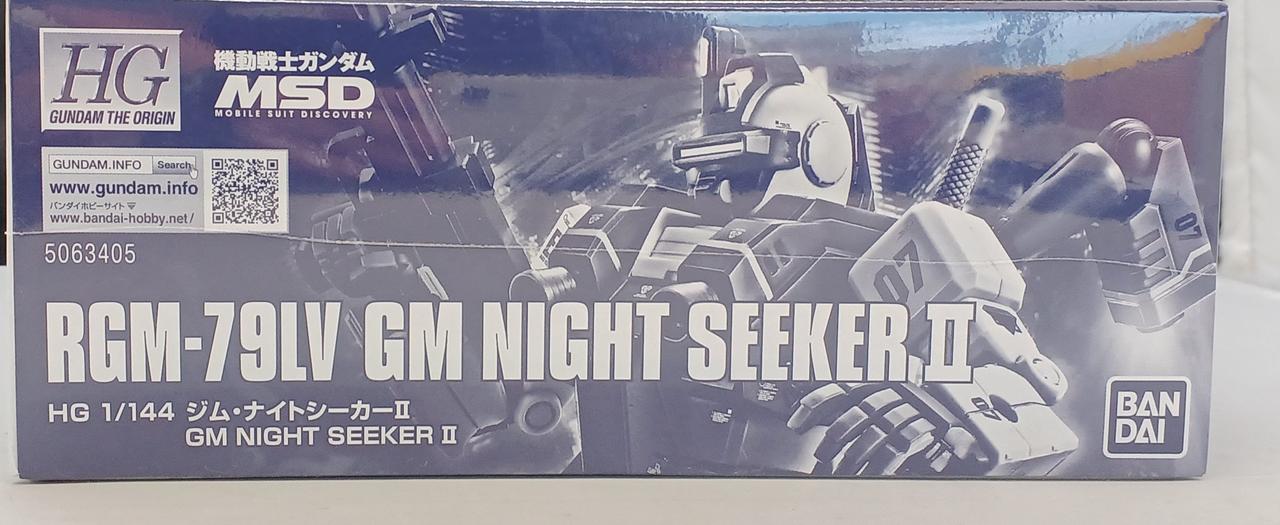 HG
GUNDAM THE ORIGIN
機動戦士ガンダム
MSD
MOBILE SUIT DISCOVERY
GUNDAM.INFO Search
www.gundam.info
バンダイホビーサイト▼
www.bandai-hobby.net/
5063405
07
07
RGM-79LV GM NIGHT SEEKER II
HG 1/144 ジム・ナイトシーカーII
GM NIGHT SEEKER II
BAN
DAI